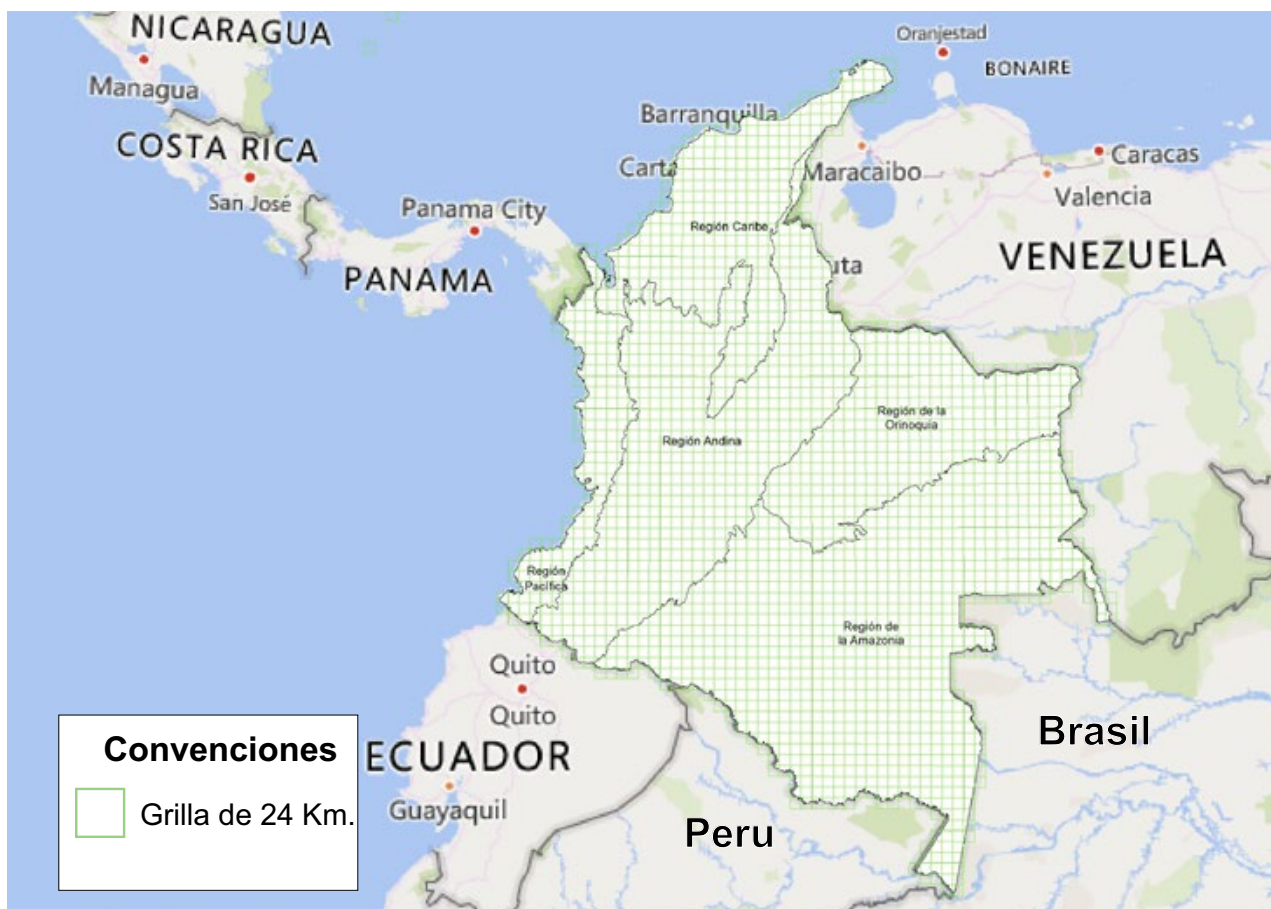 NICARAGUA
Managua
COSTA RICA
San José
Panama City
PANAMA
Oranjestad
BONAIRE
Barranquilla
Carta
Maracaibo
Caracas
Valencia
VENEZUELA
uta
Región Caribe
Región de la
Orinoquia
Región Andina
Región
Pacífica
Región de
la Amazonia
Quito
Quito
ECUADOR
Guayaquil
Brasil
Peru
Convenciones
Grilla de 24 Km.